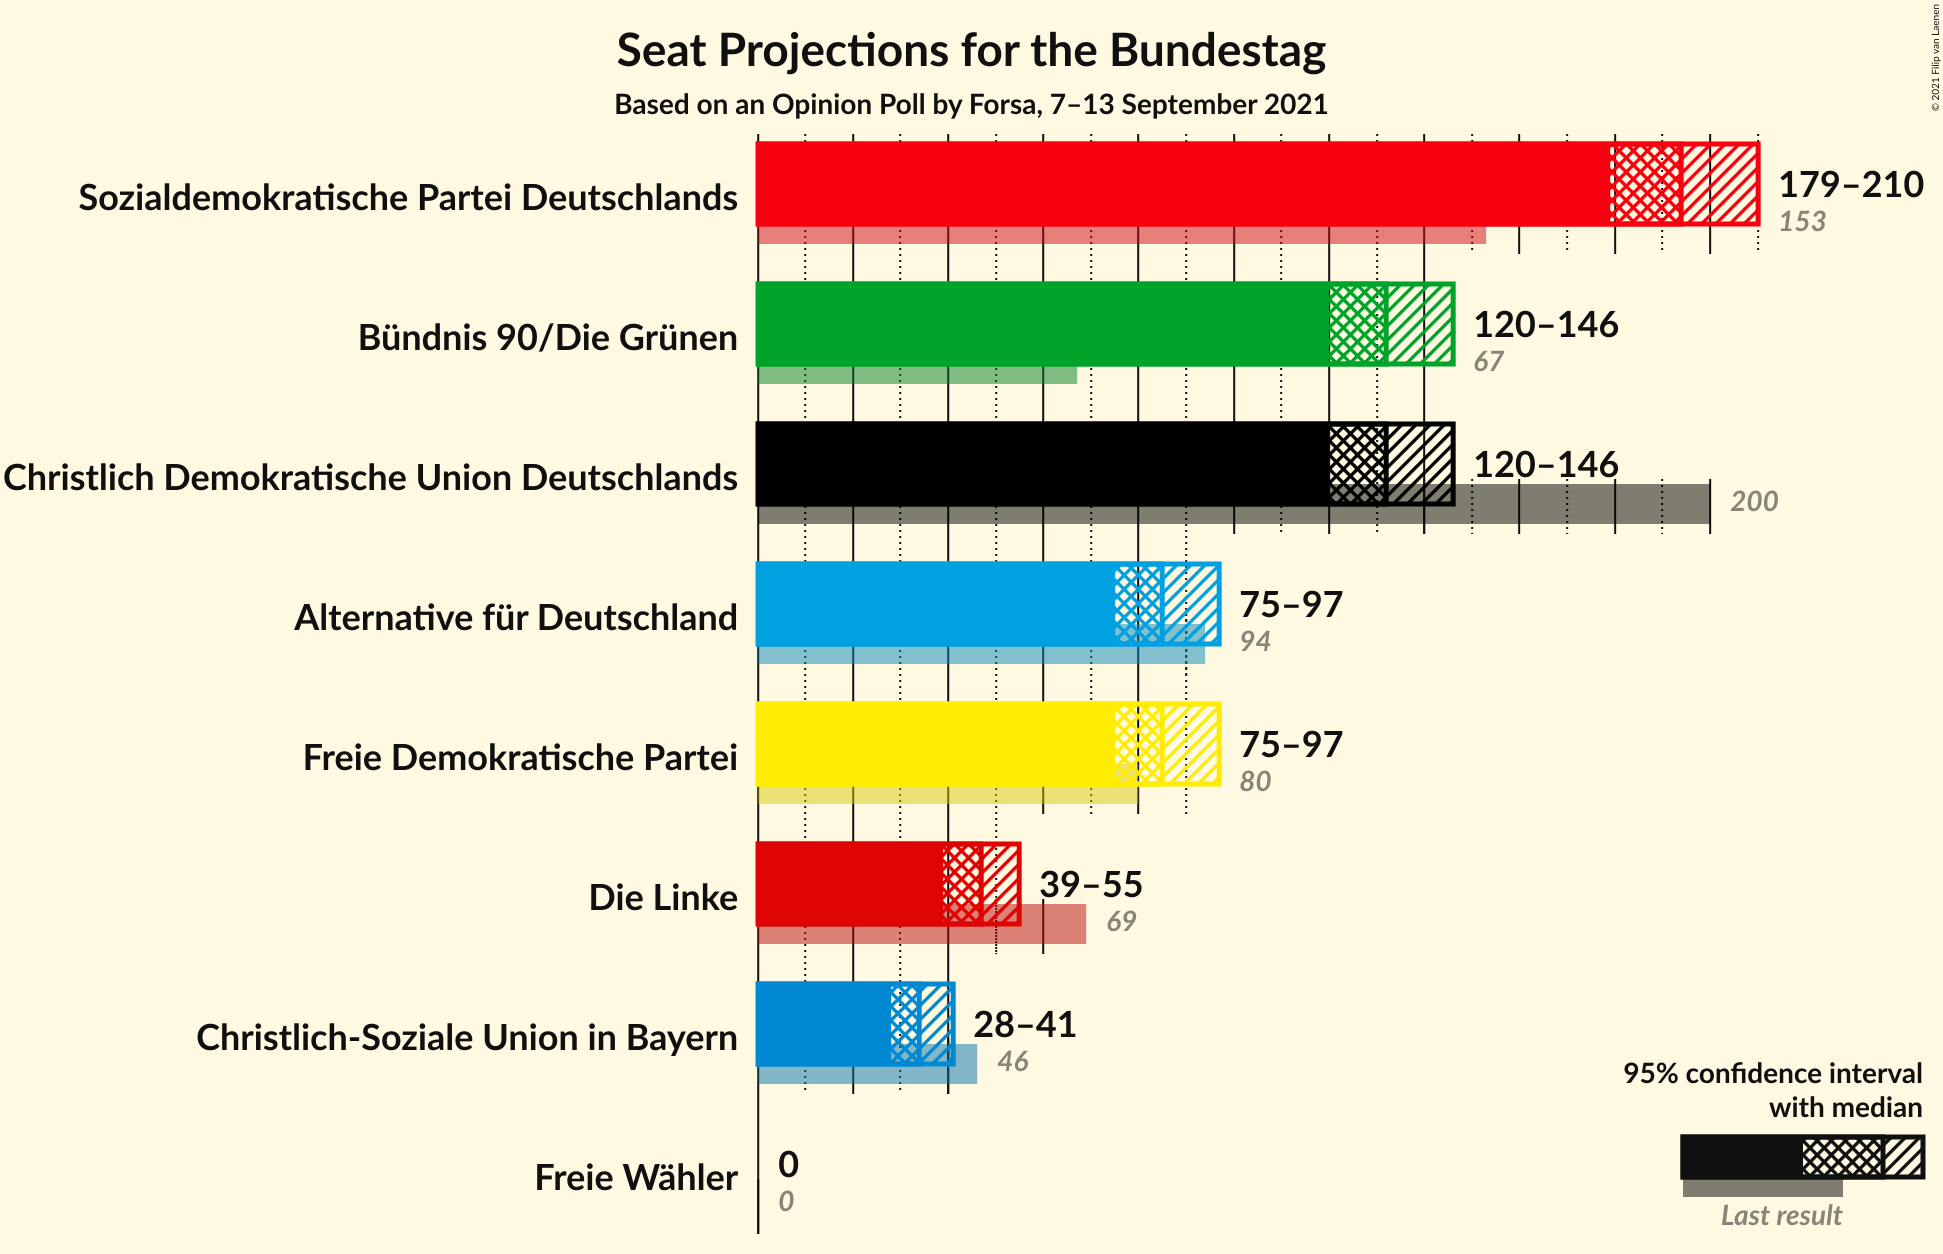 Seat Projections for the Bundestag
Based on an Opinion Poll by Forsa, 7–13 September 2021
© 2021 Filip van Laenen
Sozialdemokratische Partei Deutschlands
179–210
153
Bündnis 90/Die Grünen
120–146
67
Christlich Demokratische Union Deutschlands
120–146
200
Alternative für Deutschland
75–97
94
Freie Demokratische Partei
75–97
80
Die Linke
39–55
69
Christlich-Soziale Union in Bayern
28–41
46
Freie Wähler
0
0
95% confidence interval
with median
Last result